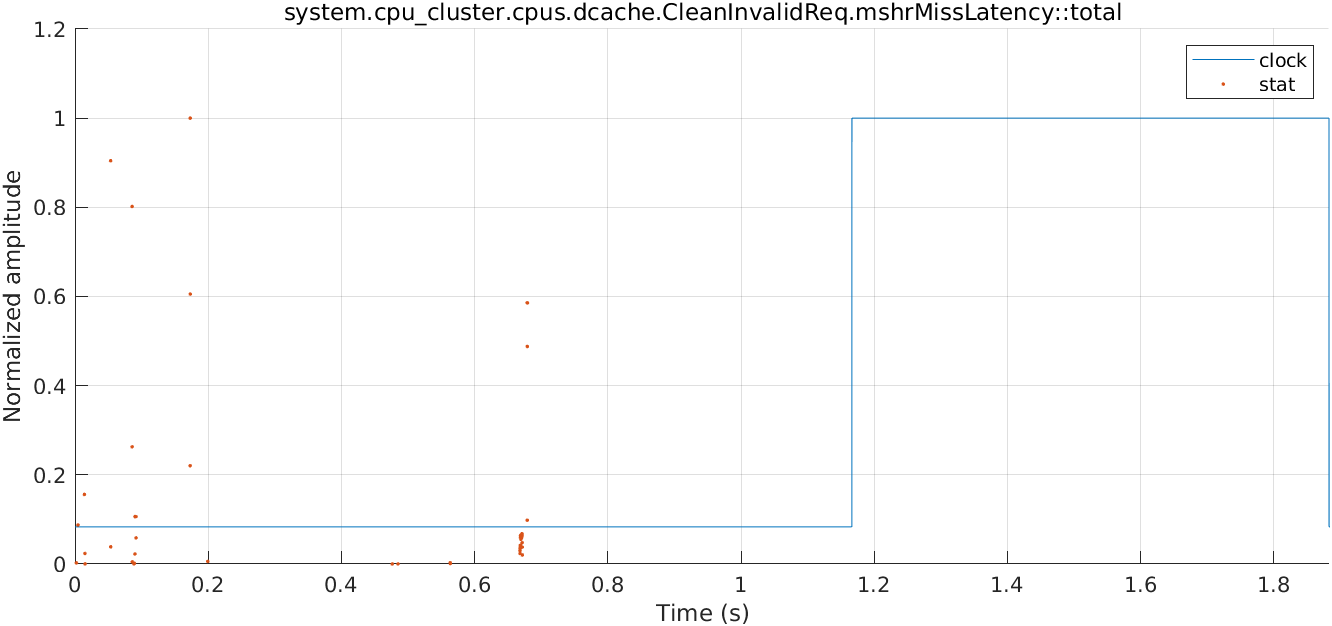 system.cpu_cluster.cpus.dcache.CleanInvalidReq.mshrMissLatency::total
1.2
1
0.8
0.6
0.4
0.2
0
Normalized amplitude
clock
stat
0 0.2 0.4 0.6 0.8 1 1.2 1.4 1.6 1.8
Time (s)